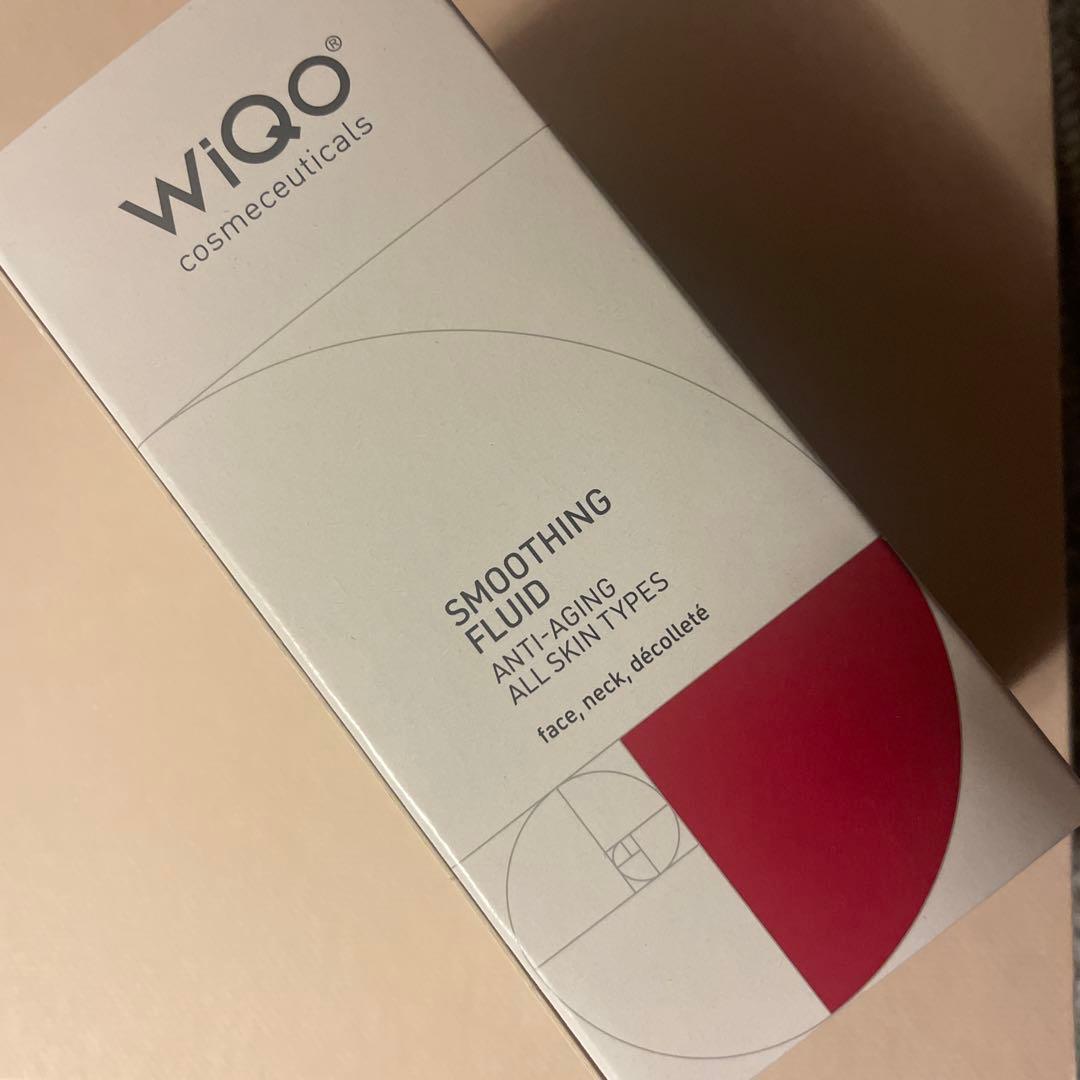 WiQo®
cosmeceuticals
SMOOTHING
FLUID
ANTI-AGING
ALL SKIN TYPES
face, neck, décolleté